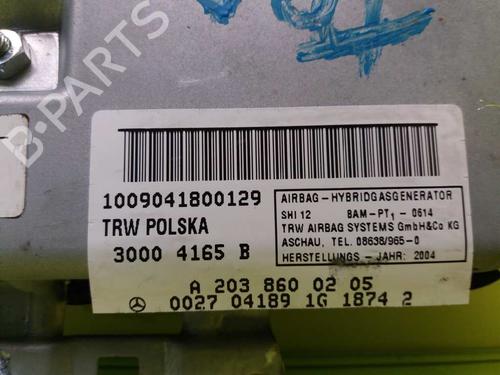 B-PARTS
1009041800129
TRW POLSKA
3000 4165 B
AIRBAG - HYBRIDGASGENERATOR
SHI 12 BAM-PT1 - 0614
TRW AIRBAG SYSTEMS GmbH&Co KG
ASCHAU, TEL. 08638/965-0
HERSTELLUNGS - JAHR: 2004
A 203 860 02 05
0027 04189 1G 1874 2